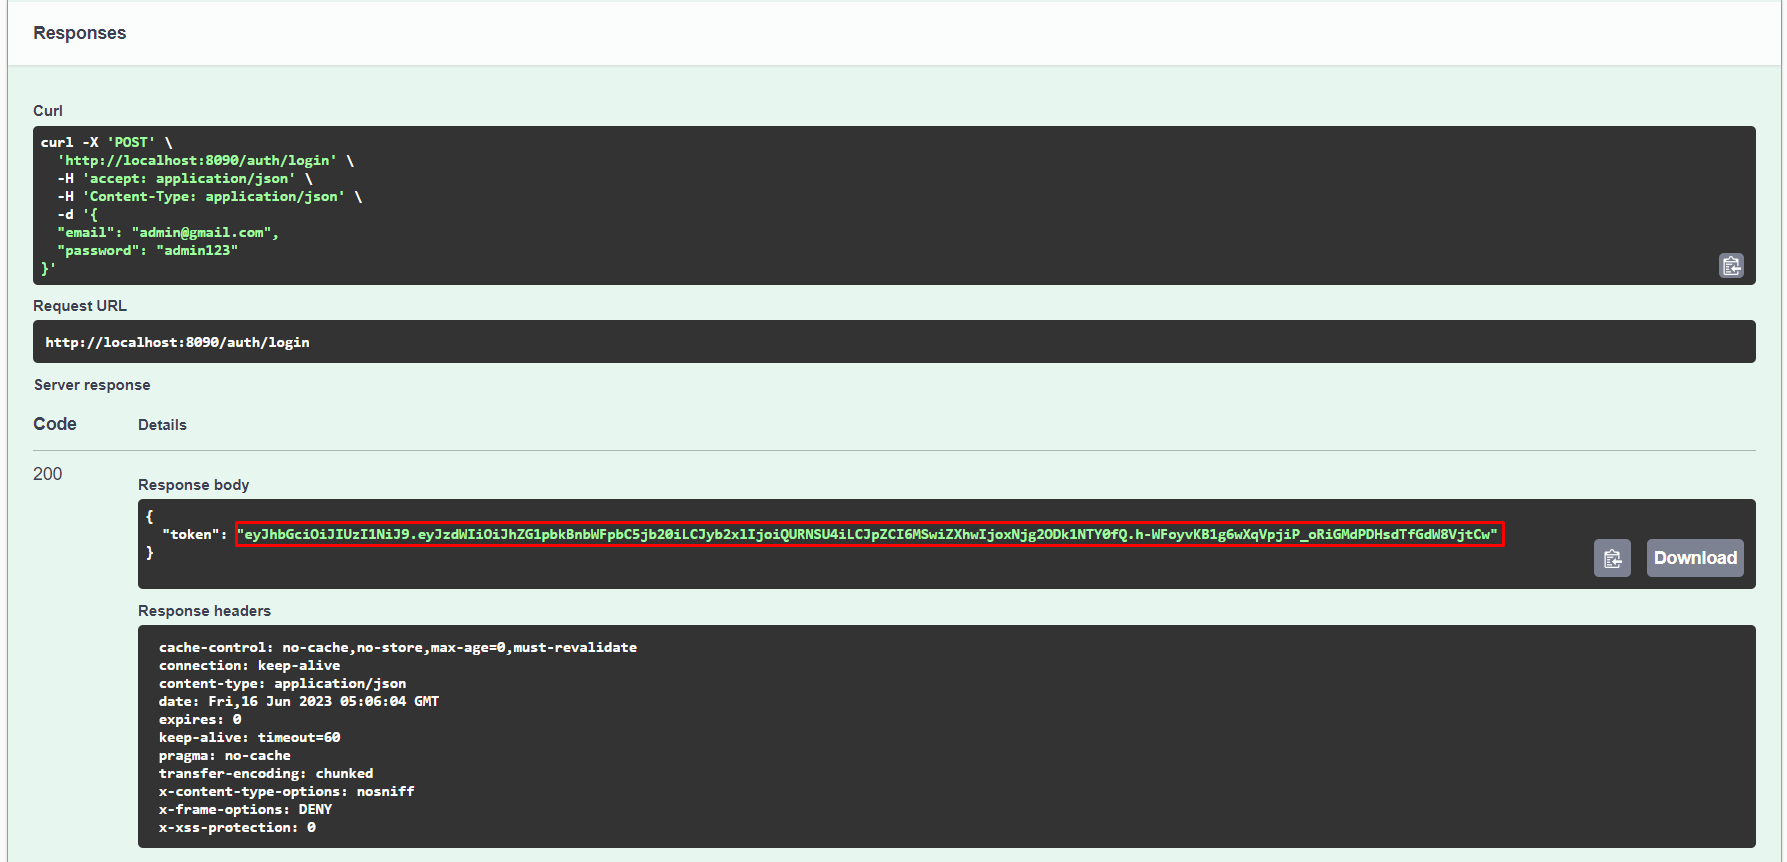 Responses
Curl
curl -X 'POST' \
'http://localhost:8090/auth/login' \
-H 'accept: application/json' \
-H 'Content-Type: application/json' \
-d '{
"email": "admin@gmail.com",
"password": "admin123"
}'
Request URL
http://localhost:8090/auth/login
Server response
Code Details
200
Response body
{
"token": "eyJhbGciOiJIUzI1NiJ9.eyJzdWIiOiJhZG1pbkBnbWFpbC5jb20iLCJyb2xlIjoiQURNSU4iLCJpZCI6MSwiZXhwIjoxNjg2ODk1NTY0fQ.h-WFoyvKB1g6wXqVpjiP_oRiGMdPDHsdTfGdW8VjtCw"
}
Download
Response headers
cache-control: no-cache,no-store,max-age=0,must-revalidate
connection: keep-alive
content-type: application/json
date: Fri,16 Jun 2023 05:06:04 GMT
expires: 0
keep-alive: timeout=60
pragma: no-cache
transfer-encoding: chunked
x-content-type-options: nosniff
x-frame-options: DENY
x-xss-protection: 0